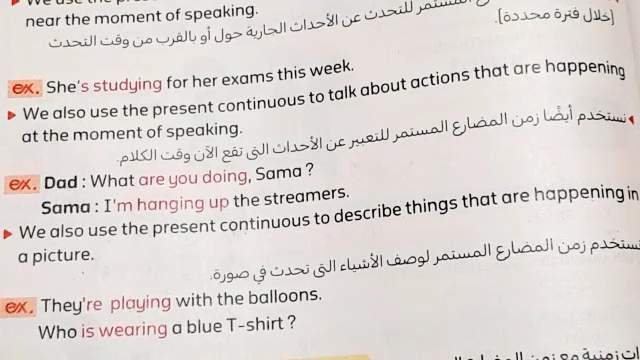 near the moment of speaking.
المستمر للتحدث عن الأحداث الجارية حول أو بالقرب من وقت التحدث
[خلال فترة محددة].
ex. She's studying for her exams this week.
We also use the present continuous to talk about actions that are happening
at the moment of speaking.
نستخدم أيضًا زمن المضارع المستمر للتعبير عن الأحداث التى تقع الآن وقت الكلام.
ex. Dad : What are you doing, Sama ?
Sama : I'm hanging up the streamers.
We also use the present continuous to describe things that are happening in
a picture.
نستخدم زمن المضارع المستمر لوصف الأشياء التى تحدث في صورة.
ex. They're playing with the balloons.
Who is wearing a blue T-shirt ?